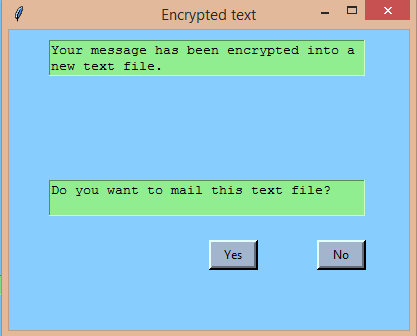 Encrypted text
Your message has been encrypted into a
new text file.
Do you want to mail this text file?
Yes No